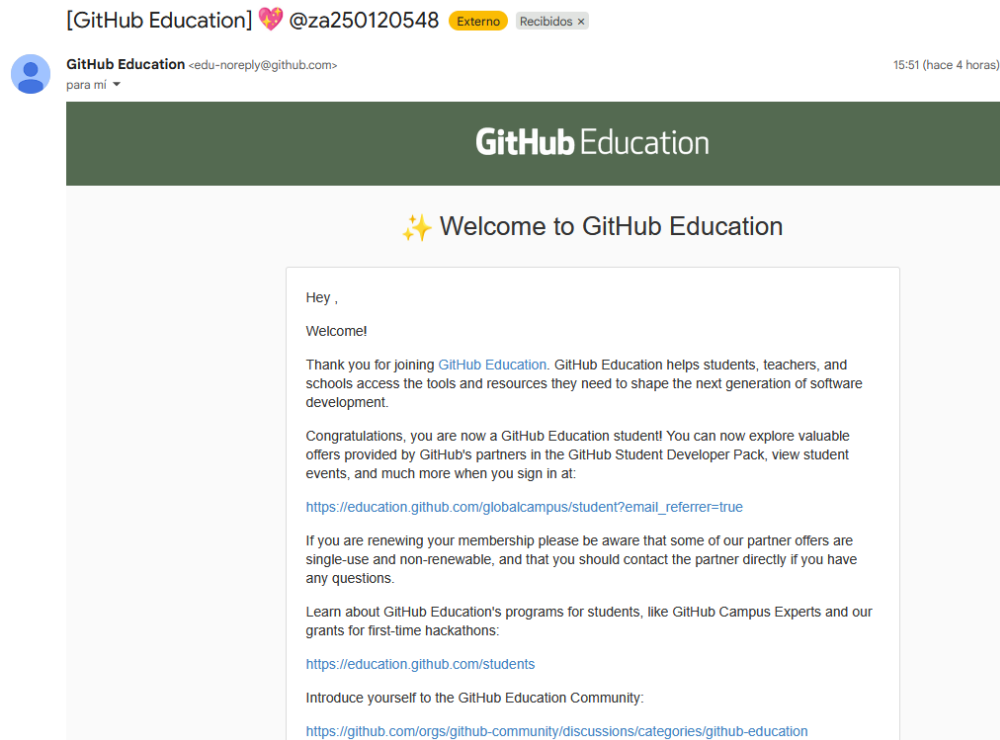 [GitHub Education] 💖 @za250120548 Externo Recibidos ×
GitHub Education <edu-noreply@github.com> 15:51 (hace 4 horas)
para mí
GitHub Education
✨ Welcome to GitHub Education
Hey ,
Welcome!
Thank you for joining GitHub Education. GitHub Education helps students, teachers, and
schools access the tools and resources they need to shape the next generation of software
development.
Congratulations, you are now a GitHub Education student! You can now explore valuable
offers provided by GitHub's partners in the GitHub Student Developer Pack, view student
events, and much more when you sign in at:
https://education.github.com/globalcampus/student?email_referrer=true
If you are renewing your membership please be aware that some of our partner offers are
single-use and non-renewable, and that you should contact the partner directly if you have
any questions.
Learn about GitHub Education's programs for students, like GitHub Campus Experts and our
grants for first-time hackathons:
https://education.github.com/students
Introduce yourself to the GitHub Education Community:
https://github.com/orgs/github-community/discussions/categories/github-education